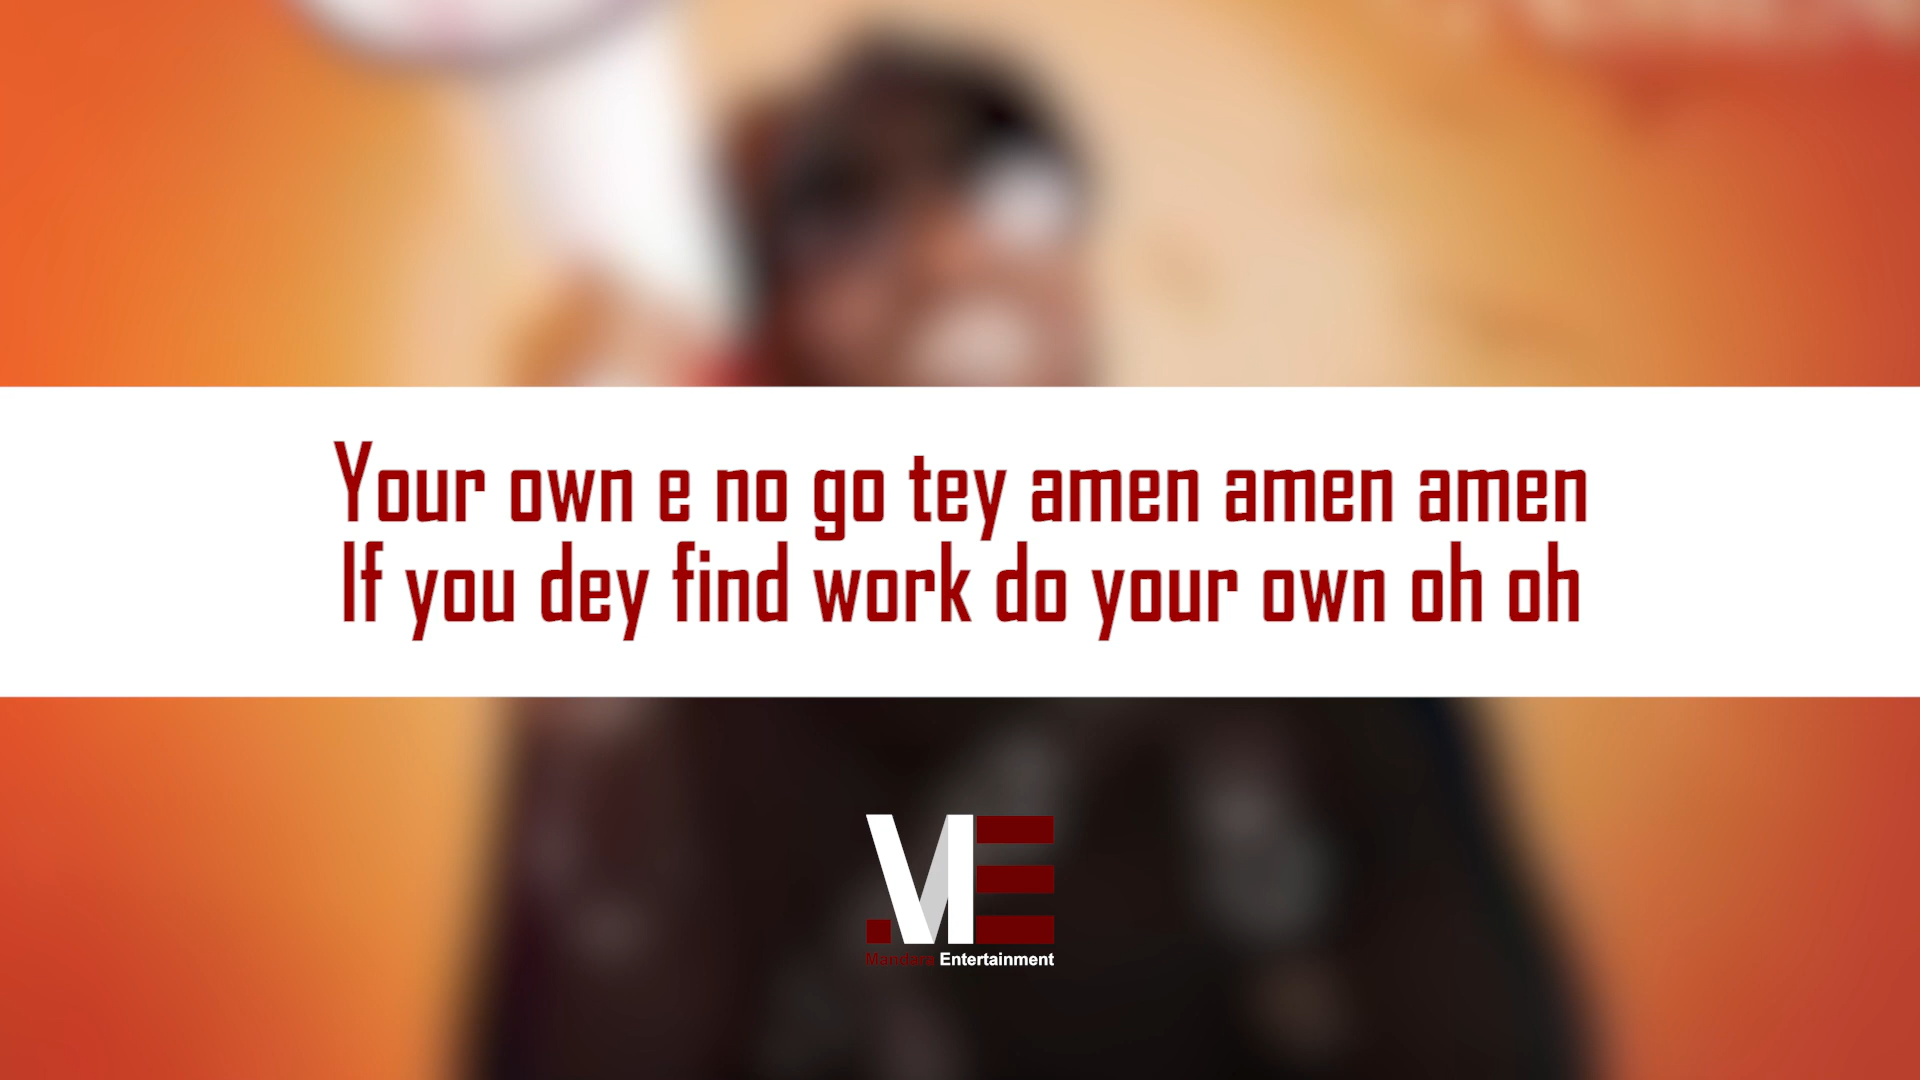 Your own e no go tey amen amen amen
If you dey find work do your own oh oh
ME
Entertainment